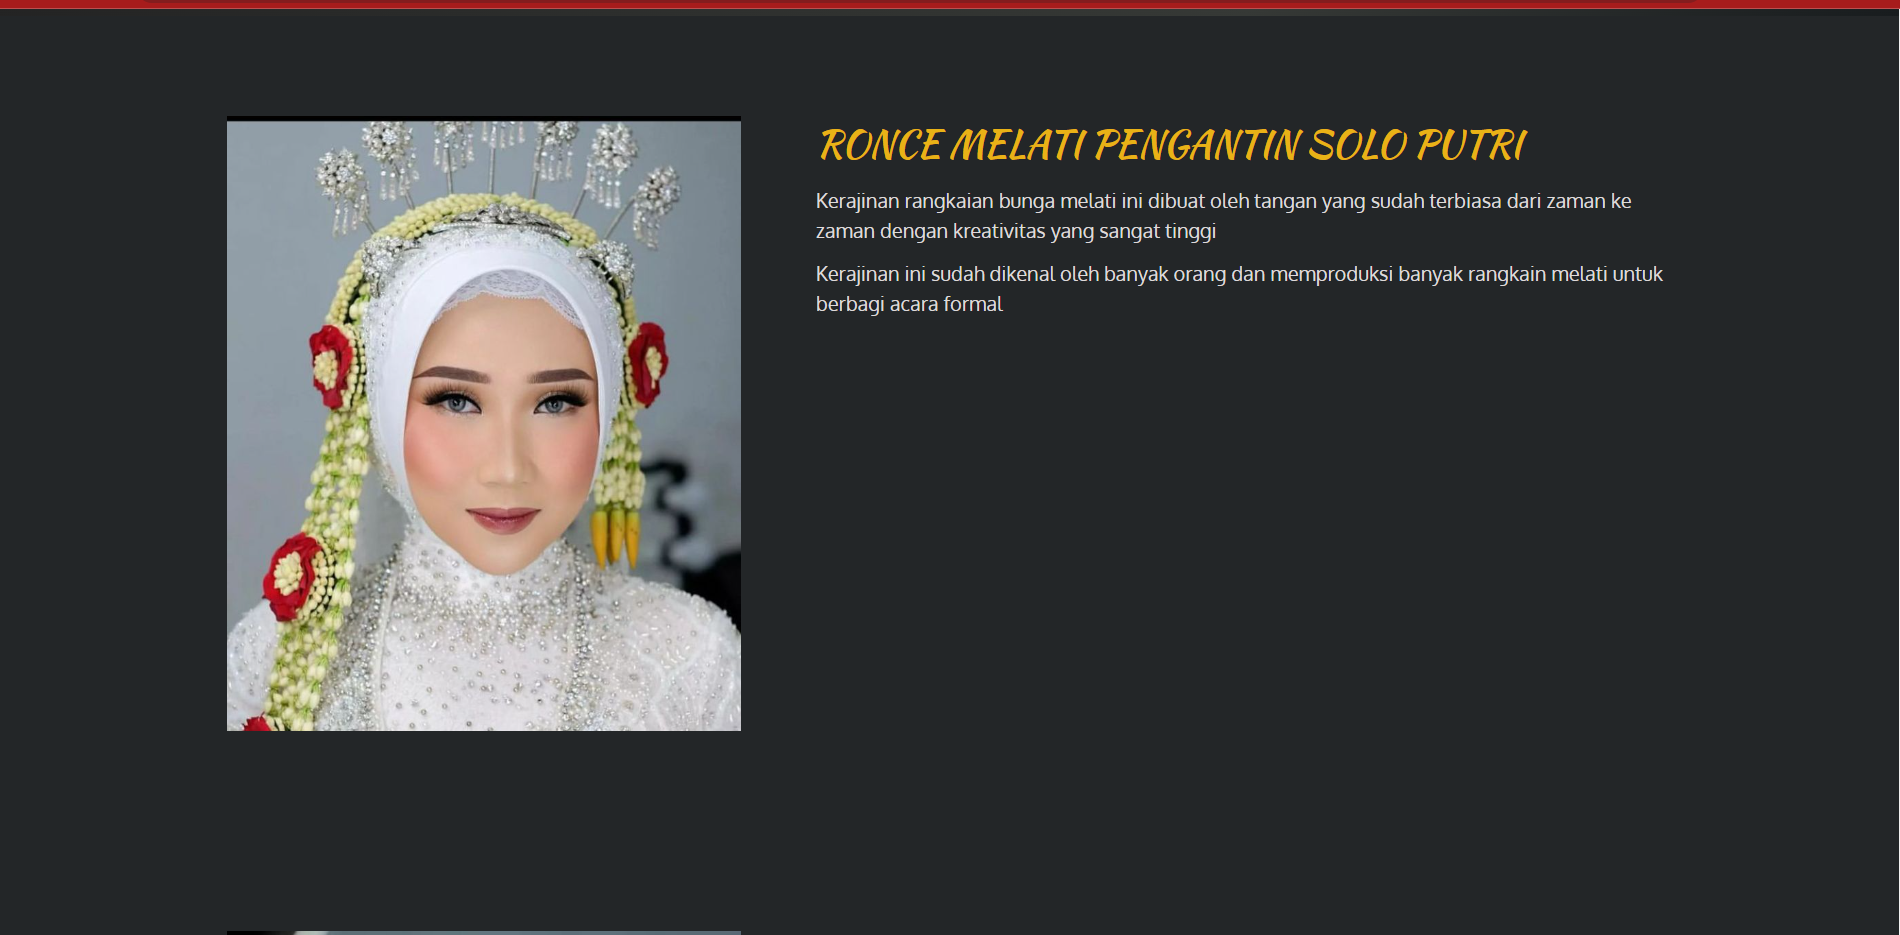 RONCE MELATI PENGANTIN SOLO PUTRI
Kerajinan rangkaian bunga melati ini dibuat oleh tangan yang sudah terbiasa dari zaman ke
zaman dengan kreativitas yang sangat tinggi
Kerajinan ini sudah dikenal oleh banyak orang dan memproduksi banyak rangkain melati untuk
berbagi acara formal